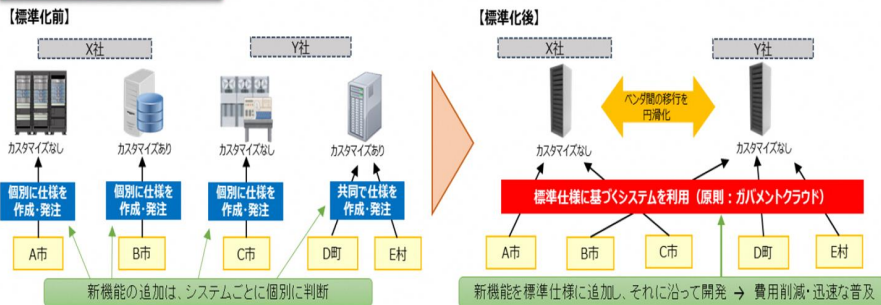 【標準化前】
X社
Y社
カスタマイズなし
カスタマイズあり
カスタマイズなし
カスタマイズあり
個別に仕様を
作成・発注
個別に仕様を
作成・発注
個別に仕様を
作成・発注
共同で仕様を
作成・発注
A市
B市
C市
D町
E村
新機能の追加は、システムごとに個別に判断
【標準化後】
X社
Y社
ベンダ間の移行を
円滑化
カスタマイズなし
カスタマイズなし
標準仕様に基づくシステムを利用(原則:ガバメントクラウド)
A市
B市
C市
D町
E村
新機能を標準仕様に追加し、それに沿って開発 → 費用削減・迅速な普及